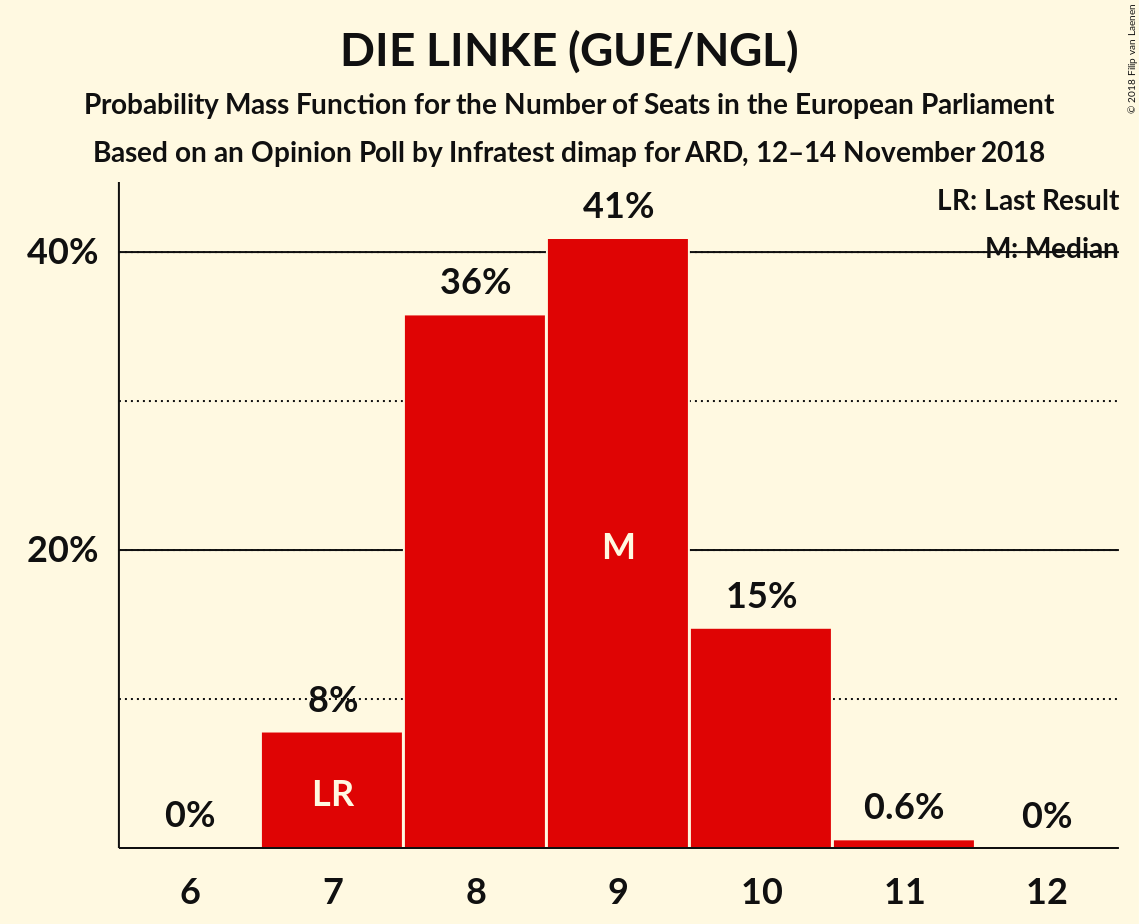 DIE LINKE (GUE/NGL)
Probability Mass Function for the Number of Seats in the European Parliament
Based on an Opinion Poll by Infratest dimap for ARD, 12–14 November 2018
© 2018 Filip van Laenen
LR: Last Result
M: Median
40%
20%
0%
8%
36%
41%
15%
0.6%
0%
LR
M
6 7 8 9 10 11 12